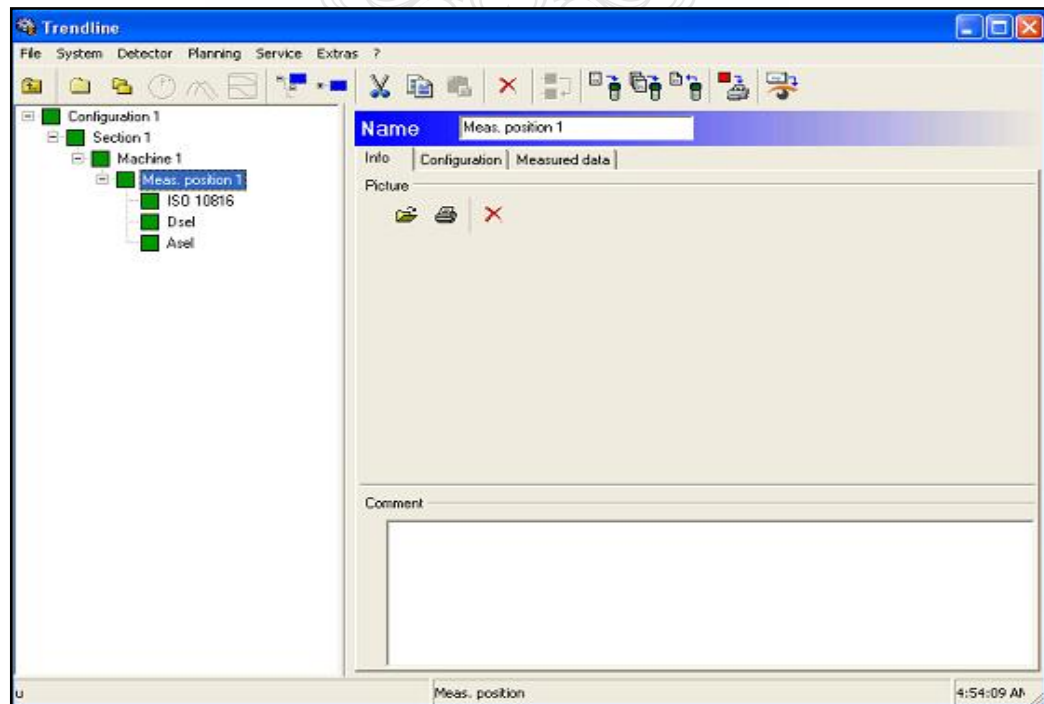 Trendline
File System Detector Planning Service Extras ?
Configuration 1
Section 1
Machine 1
Meas. position 1
ISO 10816
Dsel
Asel
Name Meas. position 1
Info Configuration Measured data
Picture
Comment
u Meas. position 4:54:09 AM